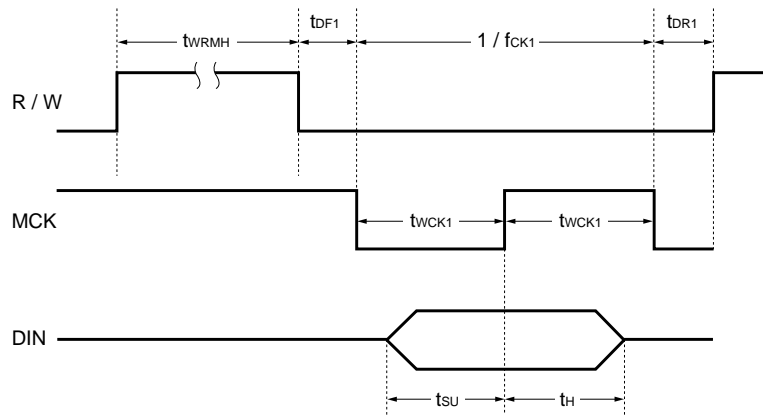 tDF1
tDR1
tWRMH
1 / fCK1
R / W
MCK
tWCK1
tWCK1
DIN
tSU
tH